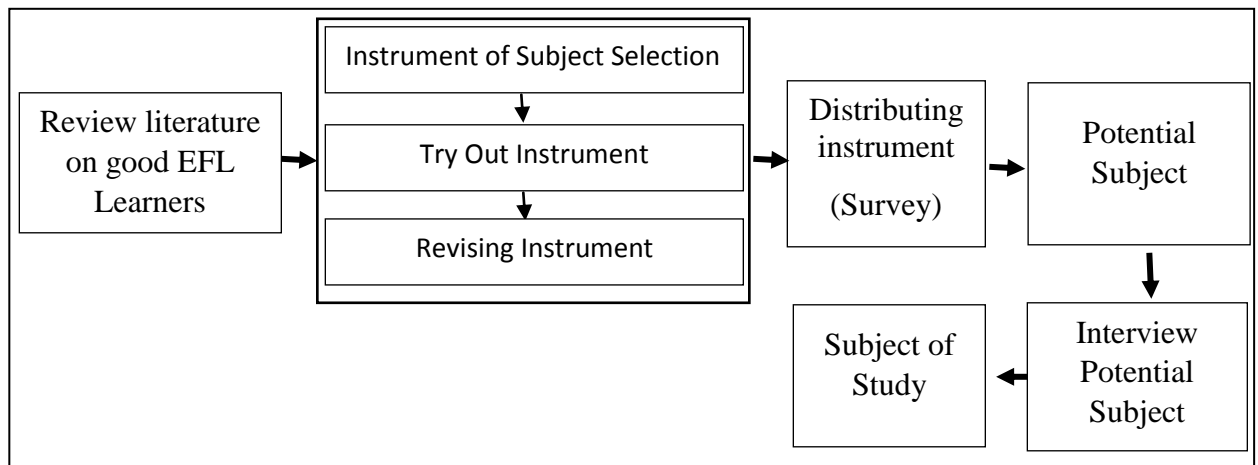 Review literature
on good EFL
Learners
Instrument of Subject Selection
Try Out Instrument
Revising Instrument
Distributing
instrument
(Survey)
Potential
Subject
Interview
Potential
Subject
Subject of
Study